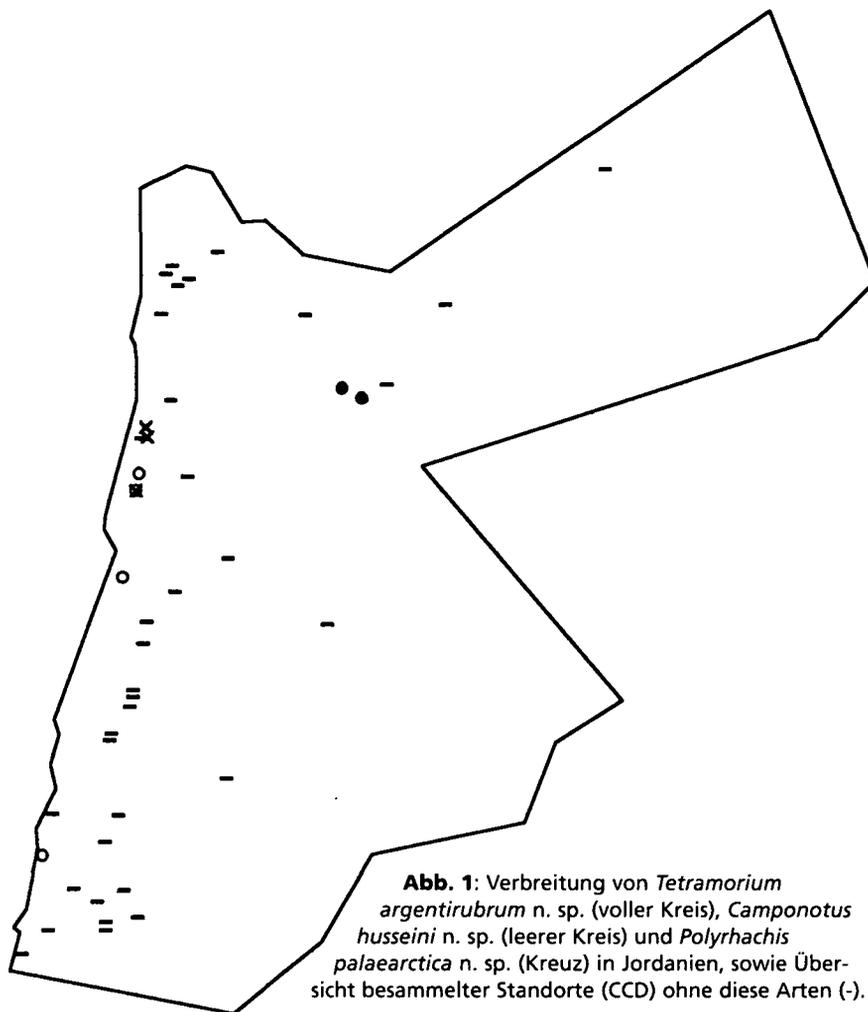 Abb. 1: Verbreitung von Tetramorium
argentirubrum n. sp. (voller Kreis), Camponotus
husseini n. sp. (leerer Kreis) und Polyrhachis
palaearctica n. sp. (Kreuz) in Jordanien, sowie Über-
sicht besammelter Standorte (CCD) ohne diese Arten (-).